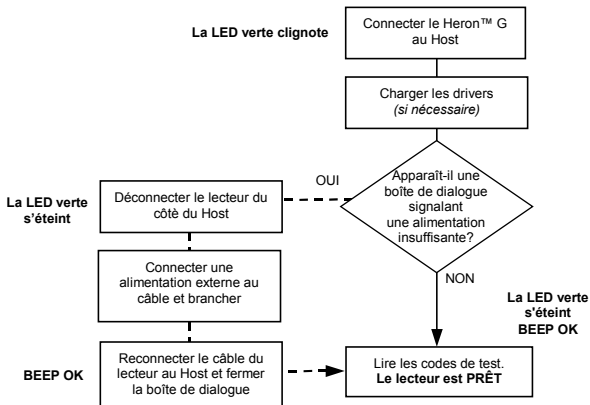 La LED verte clignote
Connecter le Heron™ G
au Host
Charger les drivers
(si nécessaire)
Apparaît-il une
boîte de dialogue
signalant
une alimentation
insuffisante?
OUI
La LED verte
s'éteint
Déconnecter le lecteur du
côtè du Host
Connecter une
alimentation externe au
câble et brancher
NON
La LED verte
s'éteint
BEEP OK
BEEP OK
Reconnecter le câble du
lecteur au Host et fermer
la boîte de dialogue
Lire les codes de test.
Le lecteur est PRÊT